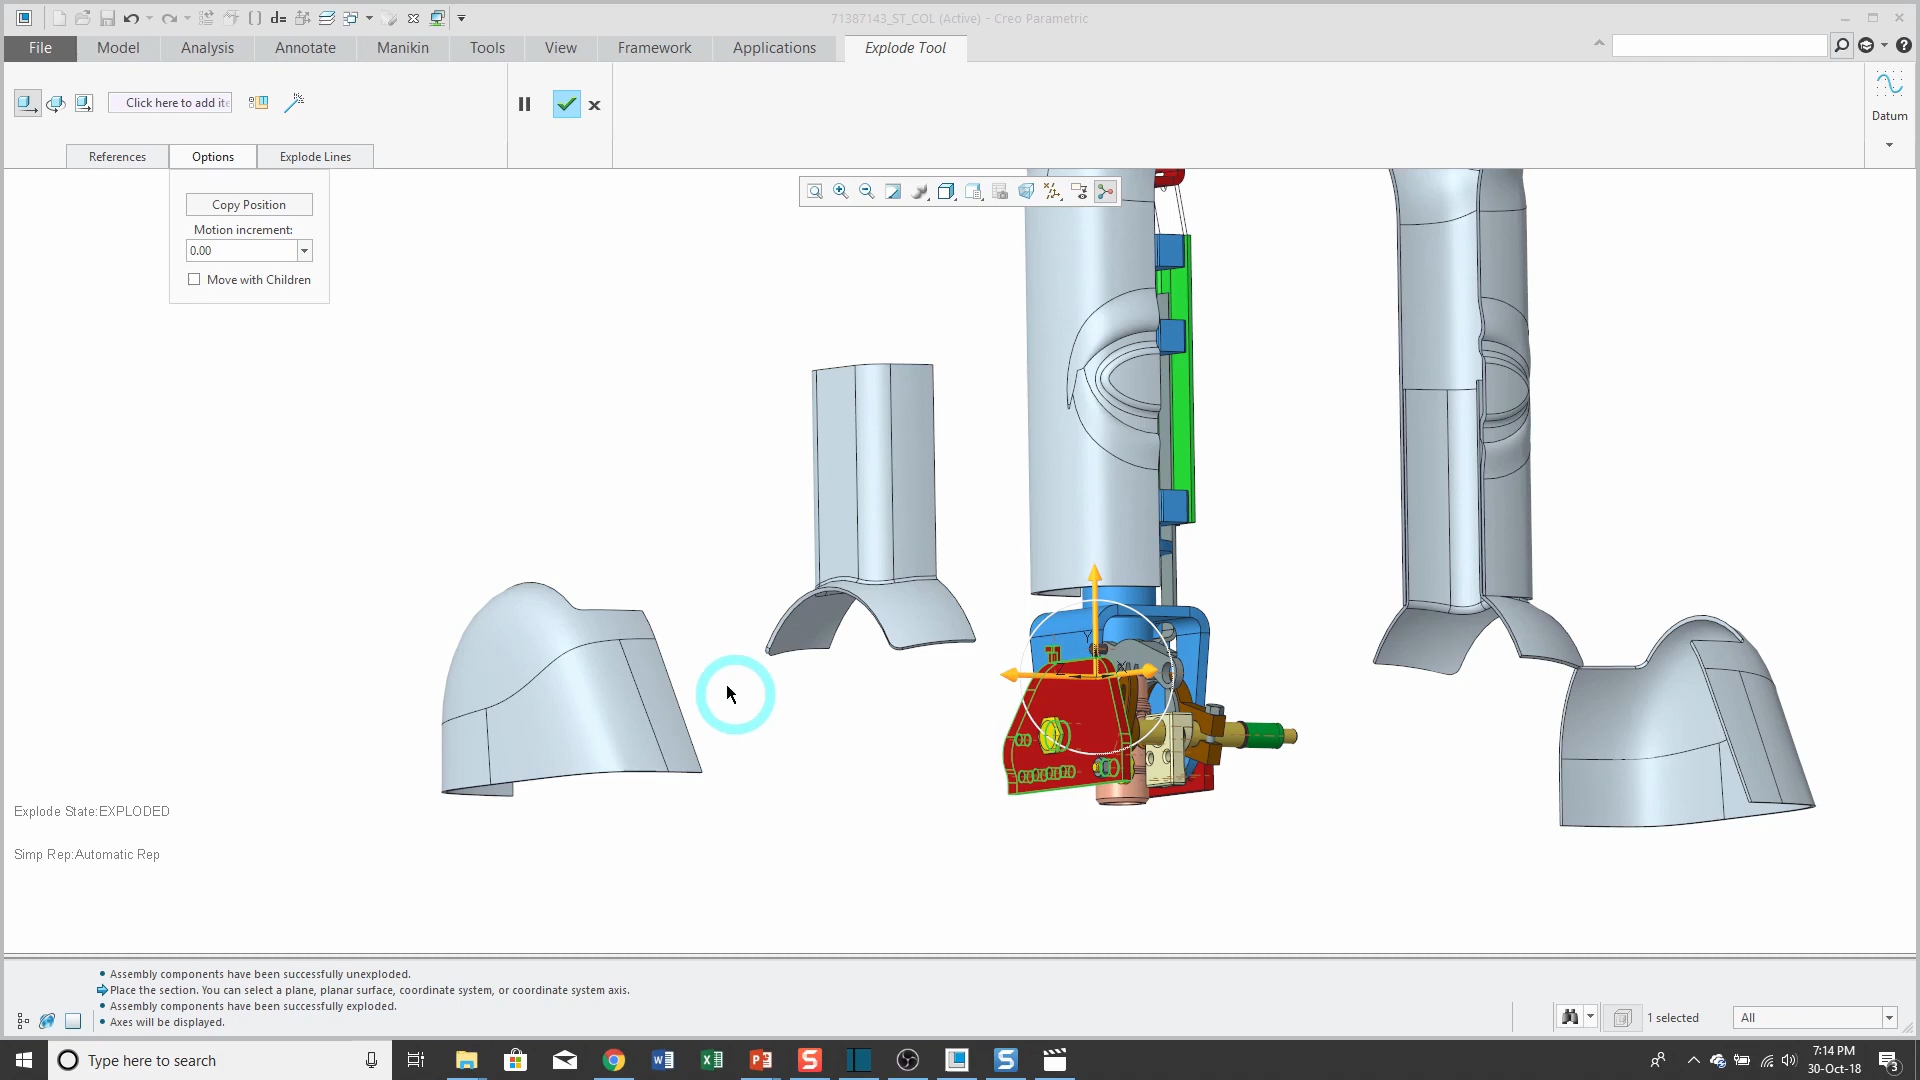 71387143_ST_COL (Active) - Creo Parametric
File Model Analysis Annotate Manikin Tools View Framework Applications Explode Tool
Click here to add ite
Datum
References Options Explode Lines
Copy Position
Motion increment:
0.00
Move with Children
Y
Explode State:EXPLODED
Simp Rep:Automatic Rep
Assembly components have been successfully unexploded.
Place the section. You can select a plane, planar surface, coordinate system, or coordinate system axis.
Assembly components have been successfully exploded.
Axes will be displayed.
1 selected
All
Type here to search
7:14 PM
30-Oct-18
3